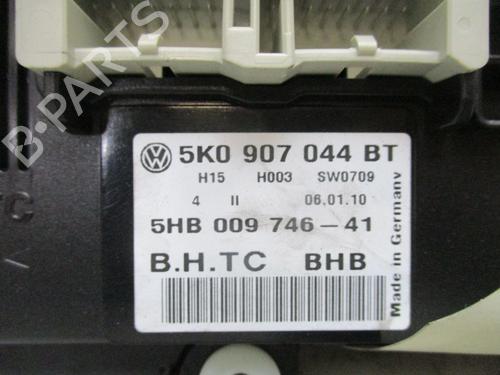 B-PARTS
5K0 907 044 BT
H15 H003 SW0709
4 II 06.01.10
5HB 009 746-41
B.H.TC BHB
Made in Germany
TC